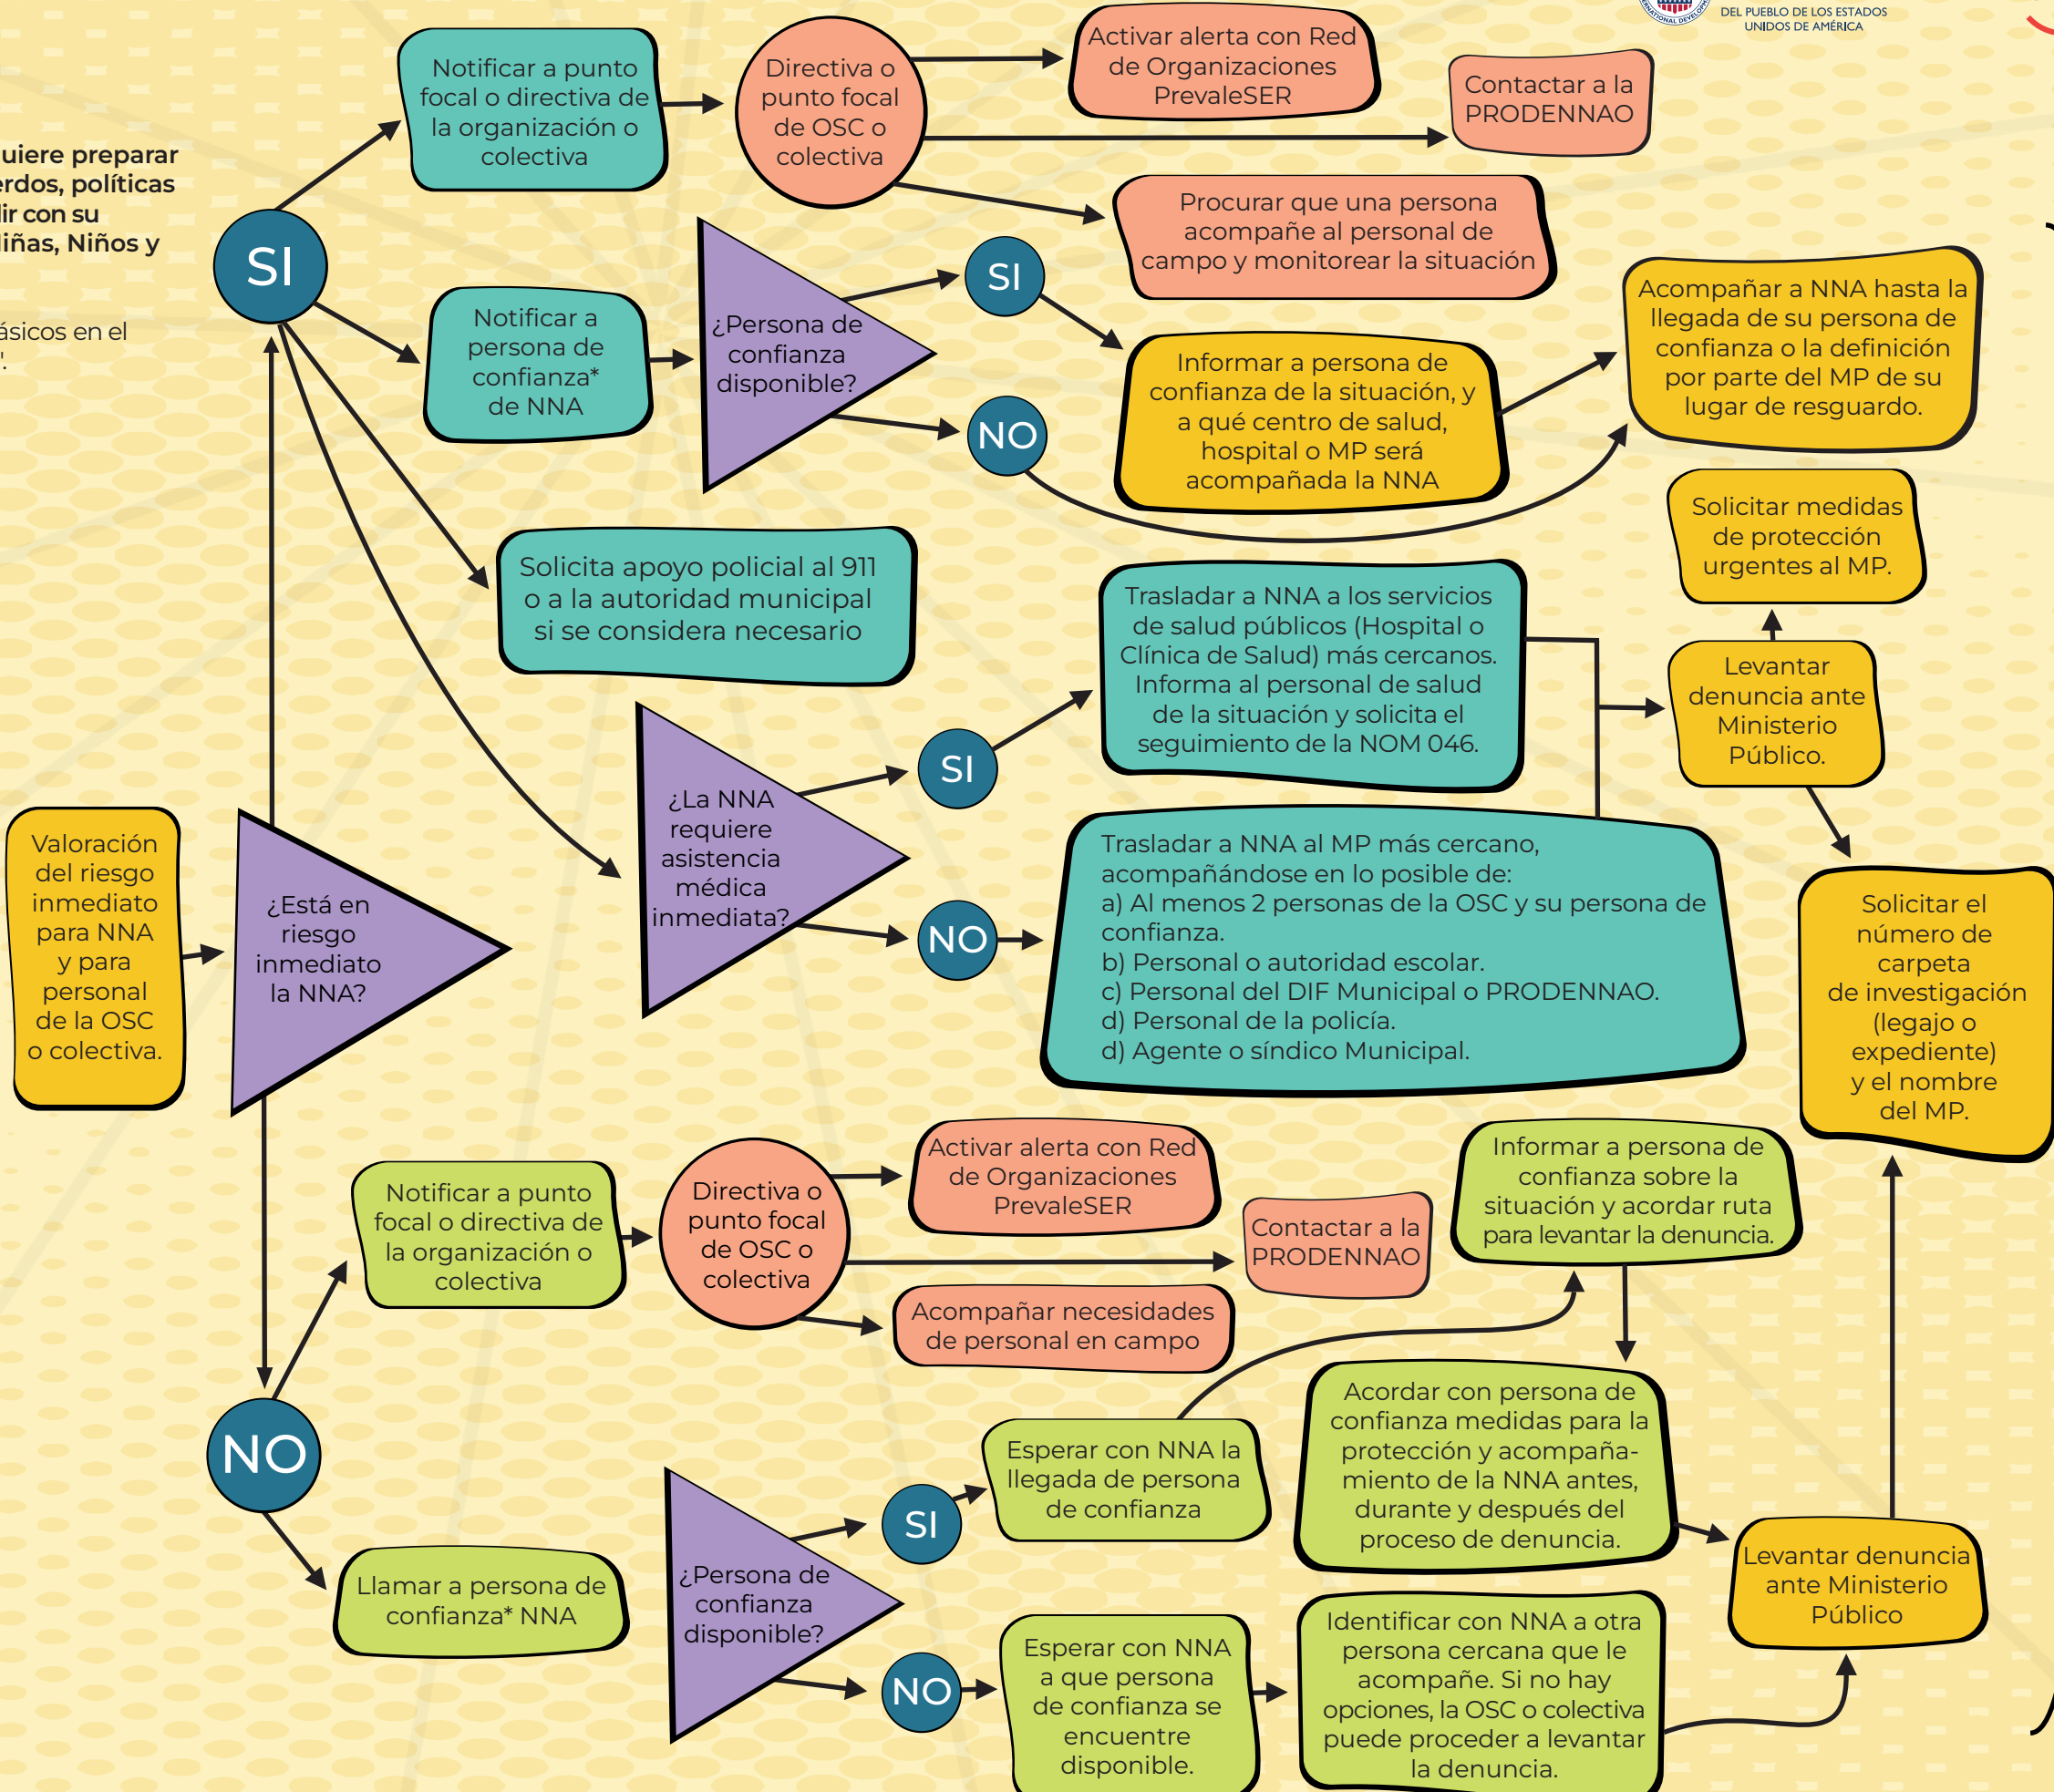 RNATIONAL DEVELOP
DEL PUEBLO DE LOS ESTADOS
UNIDOS DE AMÉRICA
uiere preparar
erdos, políticas
ir con su
iñas, Niños y
ásicos en el
".
Valoración
del riesgo
inmediato
para NNA
y para
personal
de la OSC
o colectiva.
¿Está en
riesgo
inmediato
la NNA?
SI
Notificar a punto
focal o directiva de
la organización o
colectiva
Directiva o
punto focal
de OSC o
colectiva
Activar alerta con Red
de Organizaciones
PrevaleSER
Contactar a la
PRODENNAO
Procurar que una persona
acompañe al personal de
campo y monitorear la situación
Notificar a
persona de
confianza*
de NNA
¿Persona de
confianza
disponible?
SI
NO
Informar a persona de
confianza de la situación, y
a qué centro de salud,
hospital o MP será
acompañada la NNA
Acompañar a NNA hasta la
llegada de su persona de
confianza o la definición
por parte del MP de su
lugar de resguardo.
Solicita apoyo policial al 911
o a la autoridad municipal
si se considera necesario
¿La NNA
requiere
asistencia
médica
inmediata?
SI
NO
Trasladar a NNA a los servicios
de salud públicos (Hospital o
Clínica de Salud) más cercanos.
Informa al personal de salud
de la situación y solicita el
seguimiento de la NOM 046.
Trasladar a NNA al MP más cercano,
acompañándose en lo posible de:
a) Al menos 2 personas de la OSC y su persona de
confianza.
b) Personal o autoridad escolar.
c) Personal del DIF Municipal o PRODENNAO.
d) Personal de la policía.
d) Agente o síndico Municipal.
Solicitar medidas
de protección
urgentes al MP.
Levantar
denuncia ante
Ministerio
Público.
Solicitar el
número de
carpeta
de investigación
(legajo o
expediente)
y el nombre
del MP.
NO
Notificar a punto
focal o directiva de
la organización o
colectiva
Directiva o
punto focal
de OSC o
colectiva
Activar alerta con Red
de Organizaciones
PrevaleSER
Contactar a la
PRODENNAO
Acompañar necesidades
de personal en campo
Llamar a persona de
confianza* NNA
¿Persona de
confianza
disponible?
SI
NO
Esperar con NNA la
llegada de persona
de confianza
Informar a persona de
confianza sobre la
situación y acordar ruta
para levantar la denuncia.
Acordar con persona de
confianza medidas para la
protección y acompaña-
miento de la NNA antes,
durante y después del
proceso de denuncia.
Esperar con NNA
a que persona
de confianza se
encuentre
disponible.
Identificar con NNA a otra
persona cercana que le
acompañe. Si no hay
opciones, la OSC o colectiva
puede proceder a levantar
la denuncia.
Levantar denuncia
ante Ministerio
Público